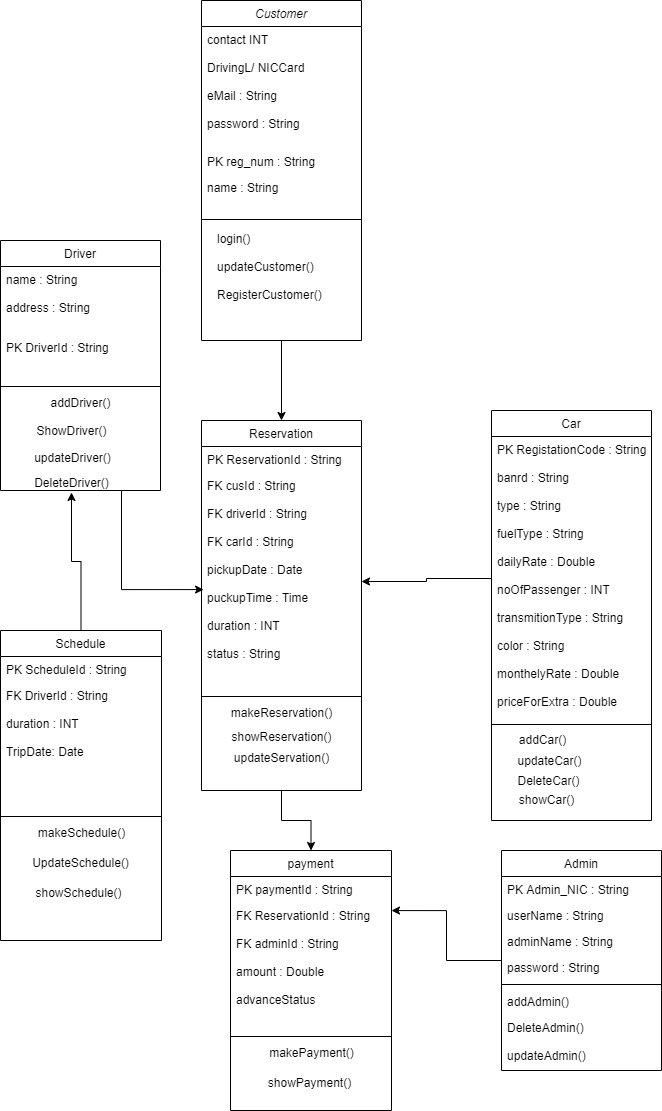 Customer
contact INT
DrivingL/ NICCard
eMail : String
password : String
PK reg_num : String
name : String
login()
updateCustomer()
RegisterCustomer()
Driver
name : String
address : String
PK DriverId : String
addDriver()
ShowDriver()
updateDriver()
DeleteDriver()
Reservation
PK ReservationId : String
FK cusId : String
FK driverId : String
FK carId : String
pickupDate : Date
puckupTime : Time
duration : INT
status : String
makeReservation()
showReservation()
updateServation()
Car
PK RegistationCode : String
banrd : String
type : String
fuelType : String
dailyRate : Double
noOfPassenger : INT
transmitionType : String
color : String
monthelyRate : Double
priceForExtra : Double
addCar()
updateCar()
DeleteCar()
showCar()
Schedule
PK ScheduleId : String
FK DriverId : String
duration : INT
TripDate: Date
makeSchedule()
UpdateSchedule()
showSchedule()
payment
PK paymentId : String
FK ReservationId : String
FK adminId : String
amount : Double
advanceStatus
makePayment()
showPayment()
Admin
PK Admin_NIC : String
userName : String
adminName : String
password : String
addAdmin()
DeleteAdmin()
updateAdmin()